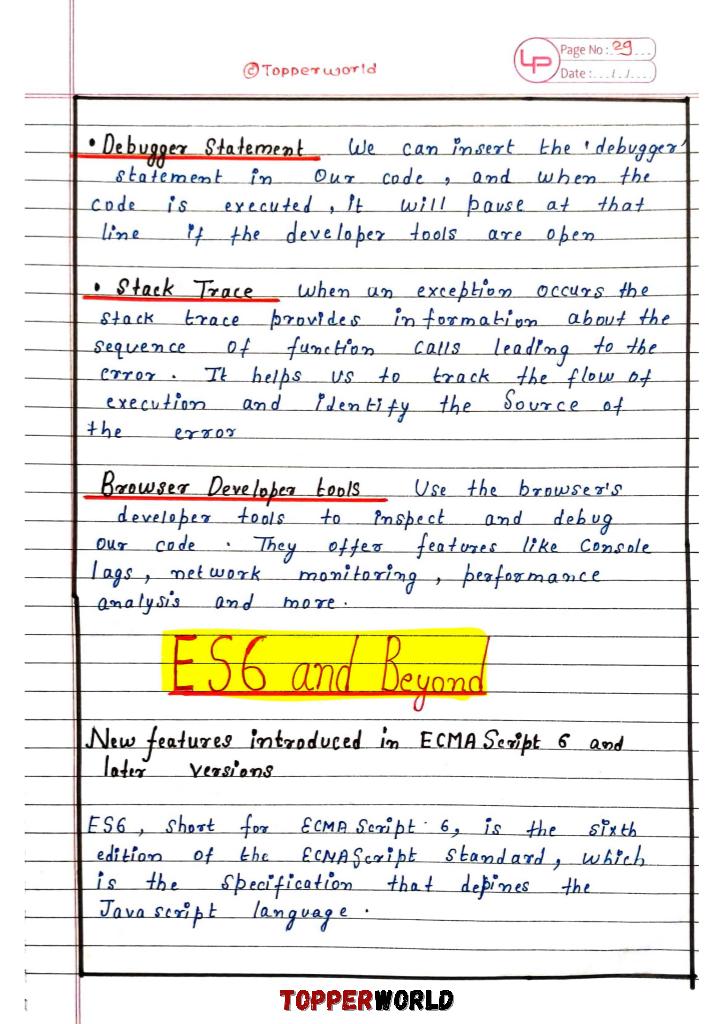 © Topperworld
LP
Page No : 29
Date : / /
• Debugger Statement We can insert the 'debugger'
statement in our code , and when the
code is executed , it will pause at that
line if the developer tools are open
• Stack Trace When an exception occurs the
stack trace provides information about the
sequence of function calls leading to the
error . It helps us to track the flow of
execution and identify the source of
the error
Browser Developer tools Use the browser's
developer tools to inspect and debug
our code . They offer features like console
lags , network monitoring , performance
analysis and more .
ES6 and Beyond
New features introduced in ECMA Script 6 and
later versions
ES6 , short for ECMA Script 6, is the sixth
edition of the ECMAScript standard , which
is the specification that defines the
Javascript language .
TOPPERWORLD